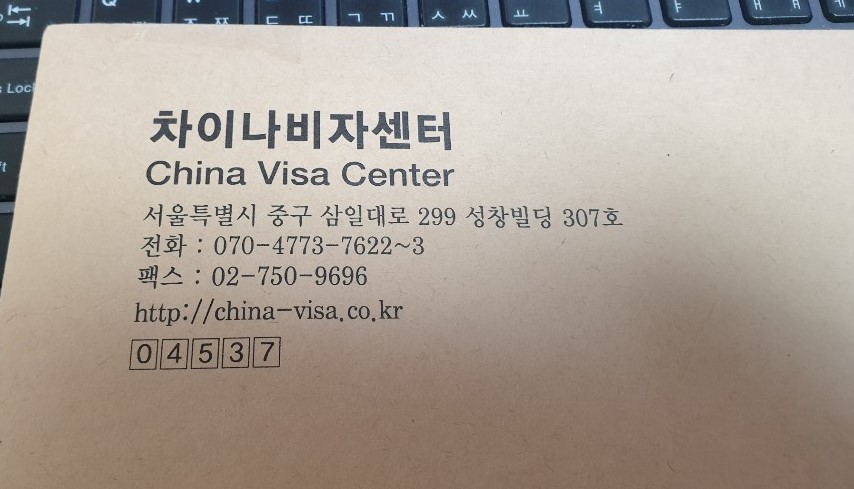 Q
ㄷ ㄸ
ㄱ ㄲ
ㅅ ㅆ
ㅛ
ㅕ
ㅑ
ㅐ ㅒ
차이나비자센터
China Visa Center
서울특별시 중구 삼일대로 299 성창빌딩 307호
전화 : 070-4773-7622~3
팩스 : 02-750-9696
http://china-visa.co.kr
04537